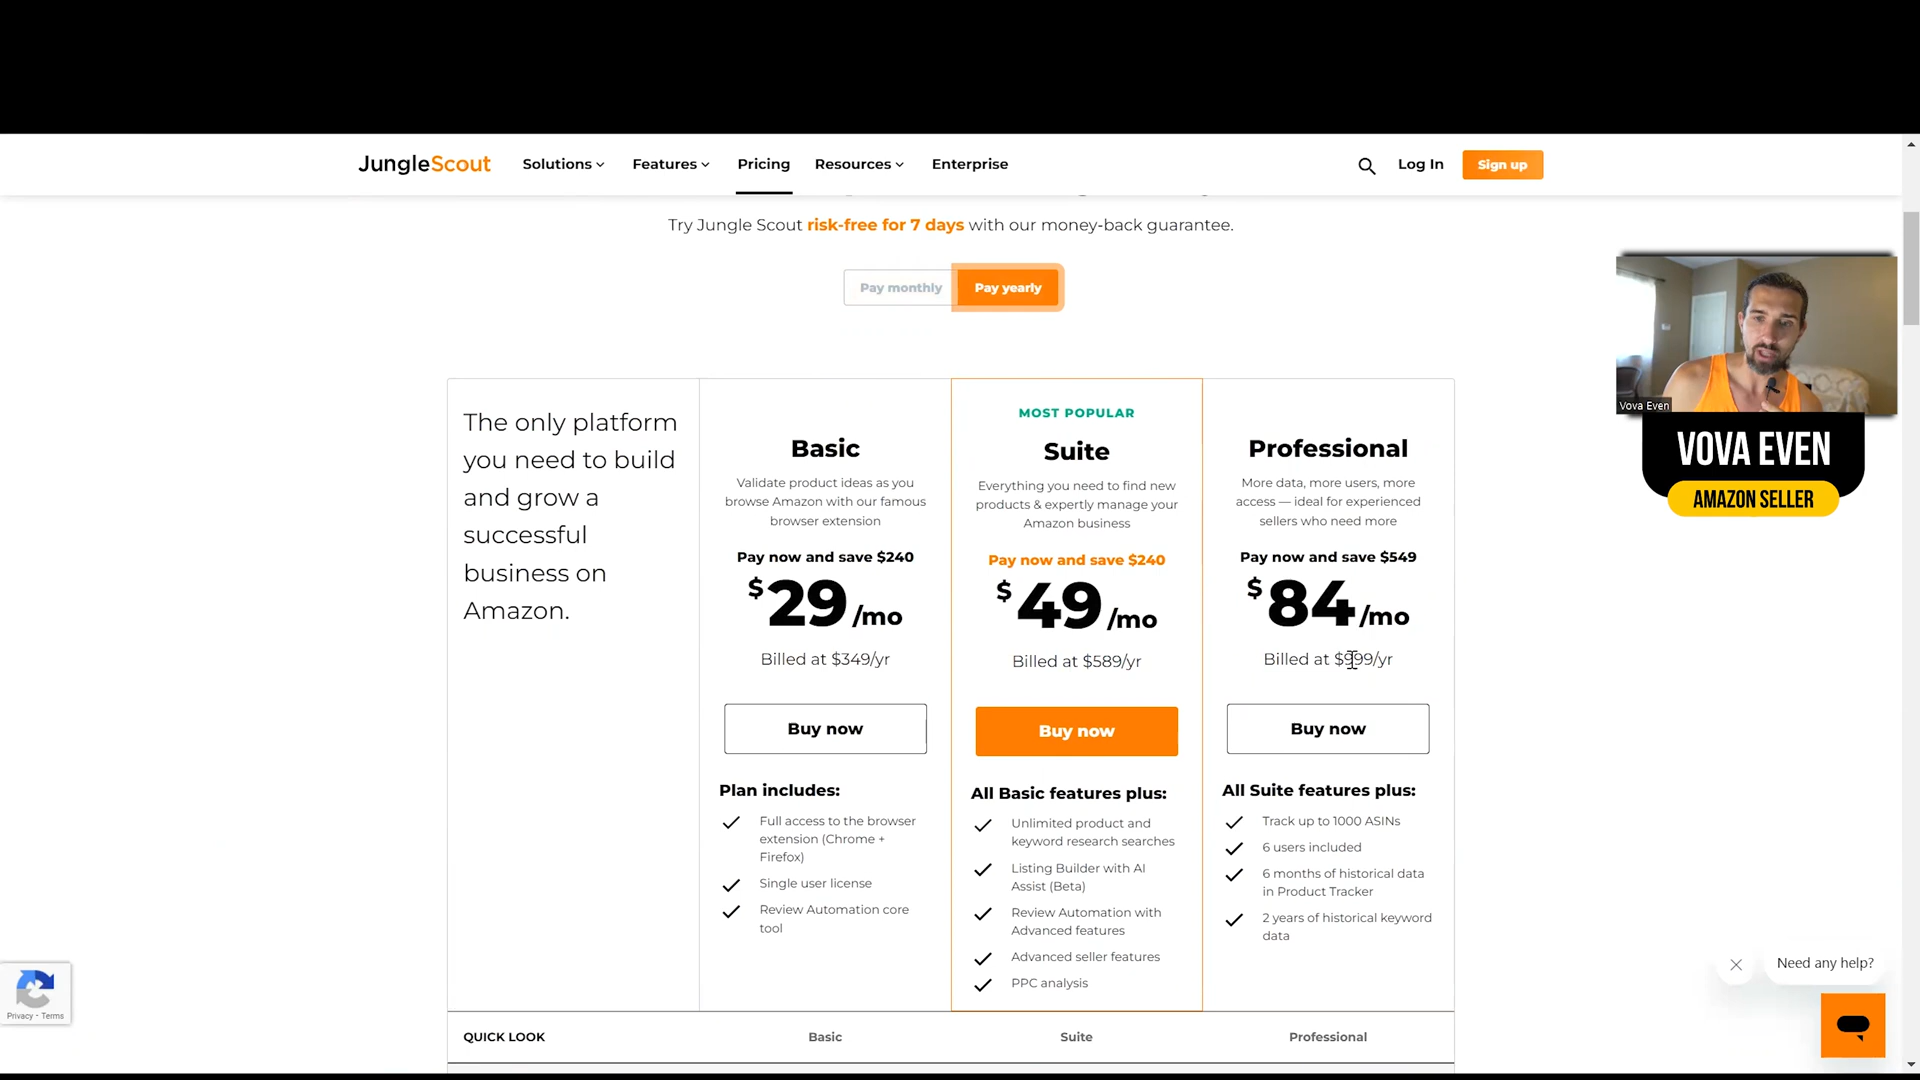 JungleScout
Solutions
Features
Pricing
Resources
Enterprise
Log In
Sign up
Try Jungle Scout risk-free for 7 days with our money-back guarantee.
Pay monthly
Pay yearly
The only platform
you need to build
and grow a
successful
business on
Amazon.
Basic
Validate product ideas as you
browse Amazon with our famous
browser extension
Pay now and save $240
$29/mo
Billed at $349/yr
Buy now
Plan includes:
Full access to the browser
extension (Chrome +
Firefox)
Single user license
Review Automation core
tool
MOST POPULAR
Suite
Everything you need to find new
products & expertly manage your
Amazon business
Pay now and save $240
$49/mo
Billed at $589/yr
Buy now
All Basic features plus:
Unlimited product and
keyword research searches
Listing Builder with AI
Assist (Beta)
Review Automation with
Advanced features
Advanced seller features
PPC analysis
Professional
More data, more users, more
access — ideal for experienced
sellers who need more
Pay now and save $549
$84/mo
Billed at $999/yr
Buy now
All Suite features plus:
Track up to 1000 ASINs
6 users included
6 months of historical data
in Product Tracker
2 years of historical keyword
data
QUICK LOOK
Basic
Suite
Professional
Vova Even
VOVA EVEN
AMAZON SELLER
Need any help?
Privacy - Terms